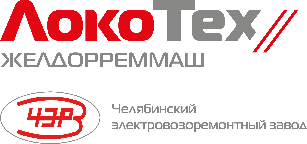 ЛокоТех
ЖЕЛДОРРЕММАШ
ЧЭРЗ
Челябинский
электровозоремонтный завод